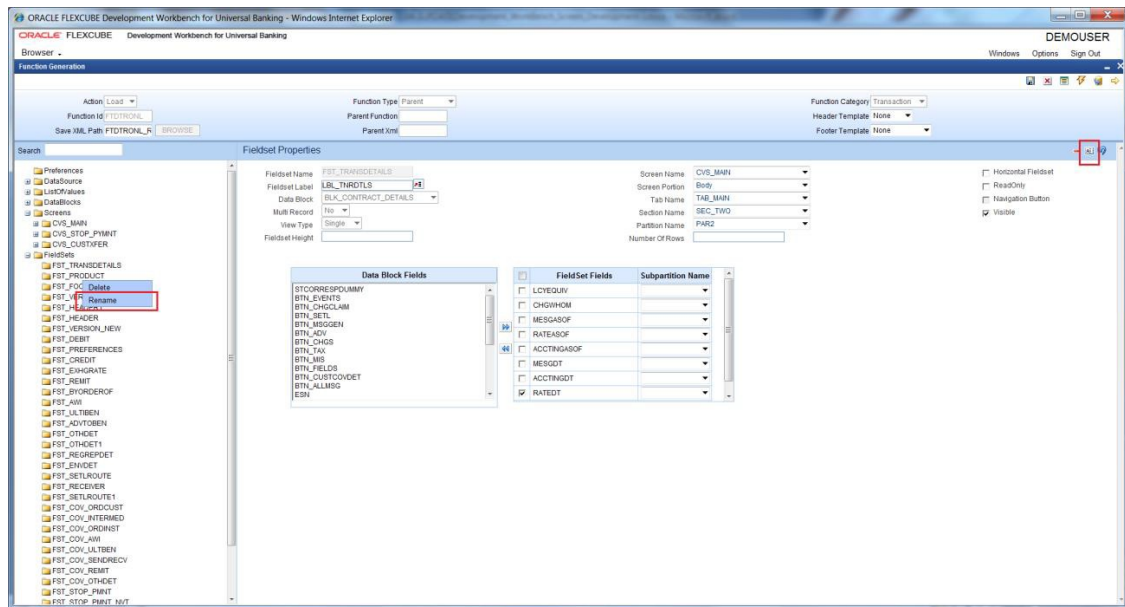 ORACLE FLEXCUBE Development Workbench for Universal Banking - Windows Internet Explorer
ORACLE FLEXCUBE Development Workbench for Universal Banking
DEMOUSER
Browser
Windows Options Sign Out
Function Generation
Action Load
Function Type Parent
Function Category Transaction
Function Id FTDTRONL
Parent Function
Header Template None
Save XML Path FTDTRONL_R BROWSE
Parent Xml
Footer Template None
Search
Fieldset Properties
Preferences
DataSource
ListOfValues
DataBlocks
Screens
CVS_MAIN
CVS_STOP_PYMNT
CVS_CUSTXFER
FieldSets
FST_TRANSDETAILS
FST_PRODUCT
FST_FOO
Delete
FST_VER
Rename
FST_HEADER1
FST_HEADER
FST_VERSION_NEW
FST_DEBIT
FST_PREFERENCES
FST_CREDIT
FST_EXHGRATE
FST_REMIT
FST_BYORDEROF
FST_AWI
FST_ULTIBEN
FST_ADVTOBEN
FST_OTHDET
FST_OTHDET1
FST_REGREPDET
FST_ENVDET
FST_SETLROUTE
FST_RECEIVER
FST_SETLROUTE1
FST_COV_ORDCUST
FST_COV_INTERMED
FST_COV_ORDINST
FST_COV_AWI
FST_COV_ULTBEN
FST_COV_SENDRECV
FST_COV_REMIT
FST_COV_OTHDET
FST_STOP_PMNT
FST_STOP_PMNT_NVT
Fieldset Name FST_TRANSDETAILS
Fieldset Label LBL_TNRDTLS
Data Block BLK_CONTRACT_DETAILS
Multi Record No
View Type Single
Fieldset Height
Screen Name CVS_MAIN
Screen Portion Body
Tab Name TAB_MAIN
Section Name SEC_TWO
Partition Name PAR2
Number Of Rows
Horizontal Fieldset
ReadOnly
Navigation Button
Visible
Data Block Fields
STCORRESPDUMMY
BTN_EVENTS
BTN_CHGCLAIM
BTN_SETL
BTN_MSGGEN
BTN_ADV
BTN_CHGS
BTN_TAX
BTN_MIS
BTN_FIELDS
BTN_CUSTCOVDET
BTN_ALLMSG
ESN
FieldSet Fields Subpartition Name
LCYEQUIV
CHGWHOM
MESGASOF
RATEASOF
ACCTINGASOF
MESGDT
ACCTINGDT
RATEDT